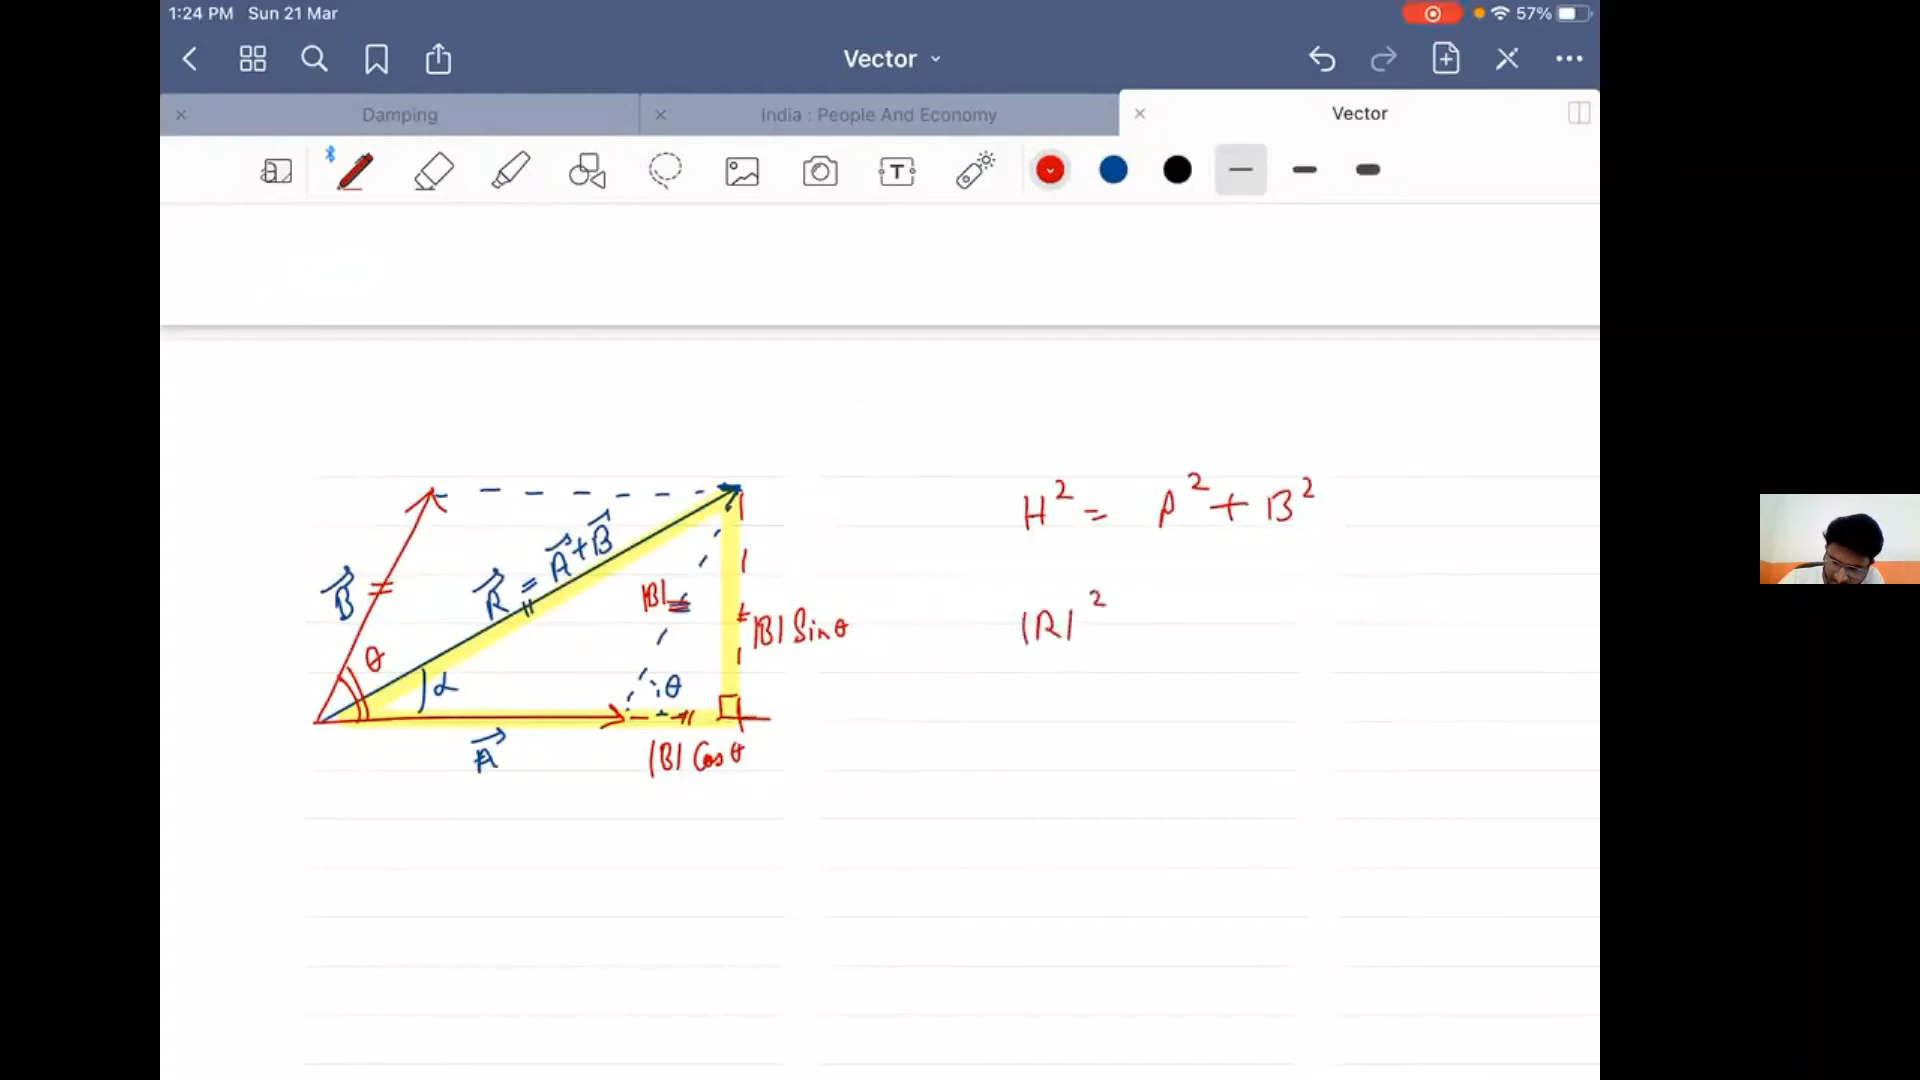 1:24 PM Sun 21 Mar
57%
Vector
Damping
India : People And Economy
Vector
a
T
H² = P² + B²
B⃗
R⃗ = A⃗ + B⃗
|B|
|B| Sin θ
|R|²
θ
α
θ
A⃗
|B| Cos θ